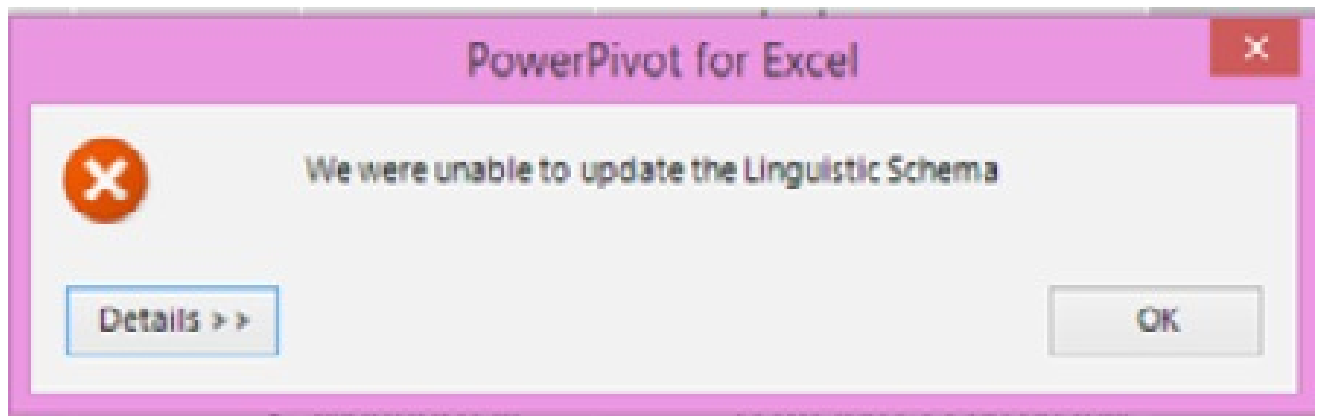 PowerPivot for Excel
We were unable to update the Linguistic Schema
Details >>
OK